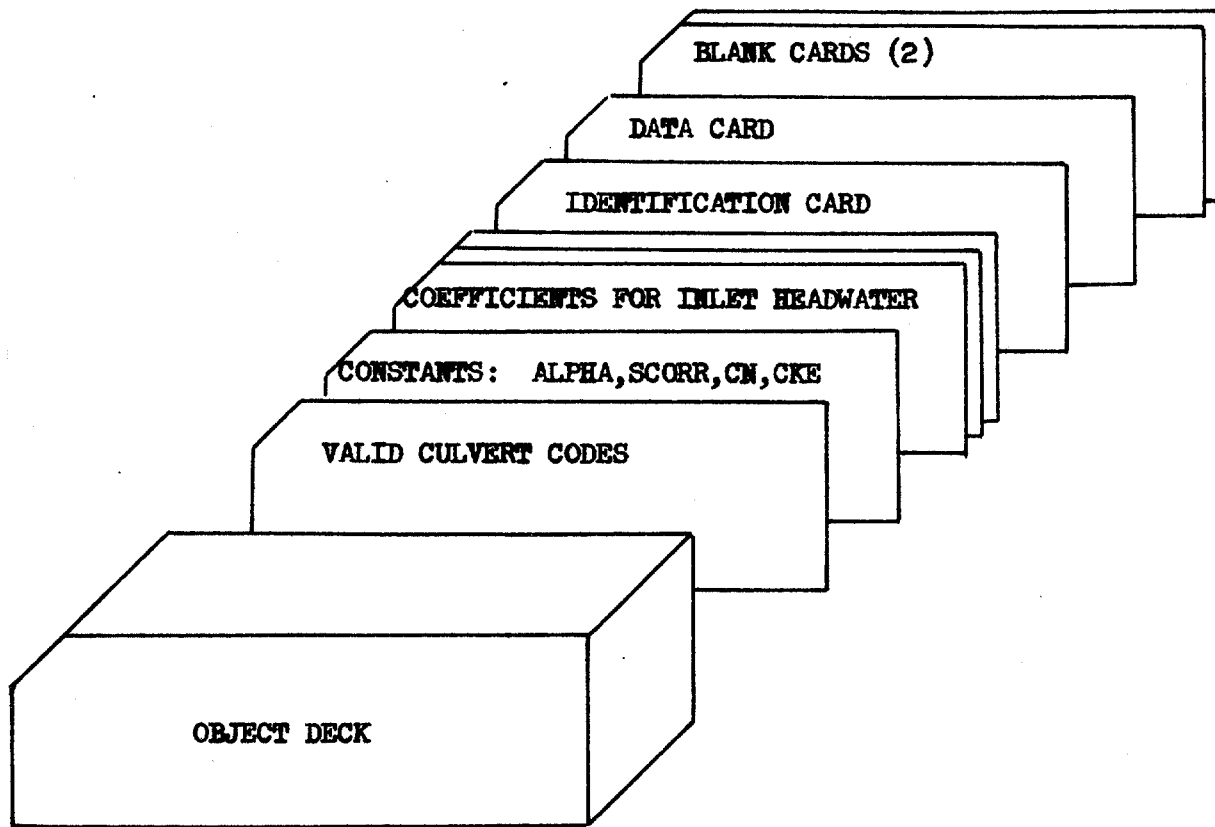 BLANK CARDS (2)
DATA CARD
IDENTIFICATION CARD
COEFFICIENTS FOR INLET HEADWATER
CONSTANTS: ALPHA,SCORR,CN,CKE
VALID CULVERT CODES
OBJECT DECK